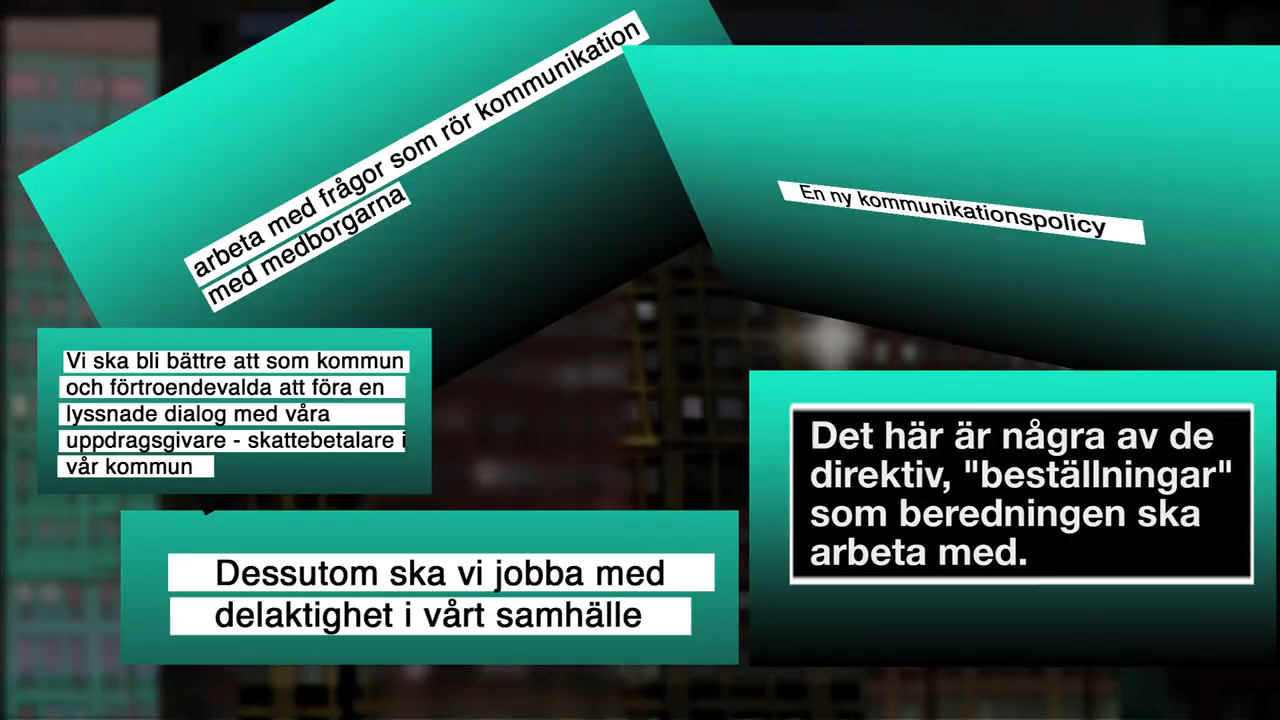 arbeta med frågor som rör kommunikation
med medborgarna
En ny kommunikationspolicy
Vi ska bli bättre att som kommun
och förtroendevalda att föra en
lyssnade dialog med våra
uppdragsgivare - skattebetalare i
vår kommun
Det här är några av de
direktiv, "beställningar"
som beredningen ska
arbeta med.
Dessutom ska vi jobba med
delaktighet i vårt samhälle